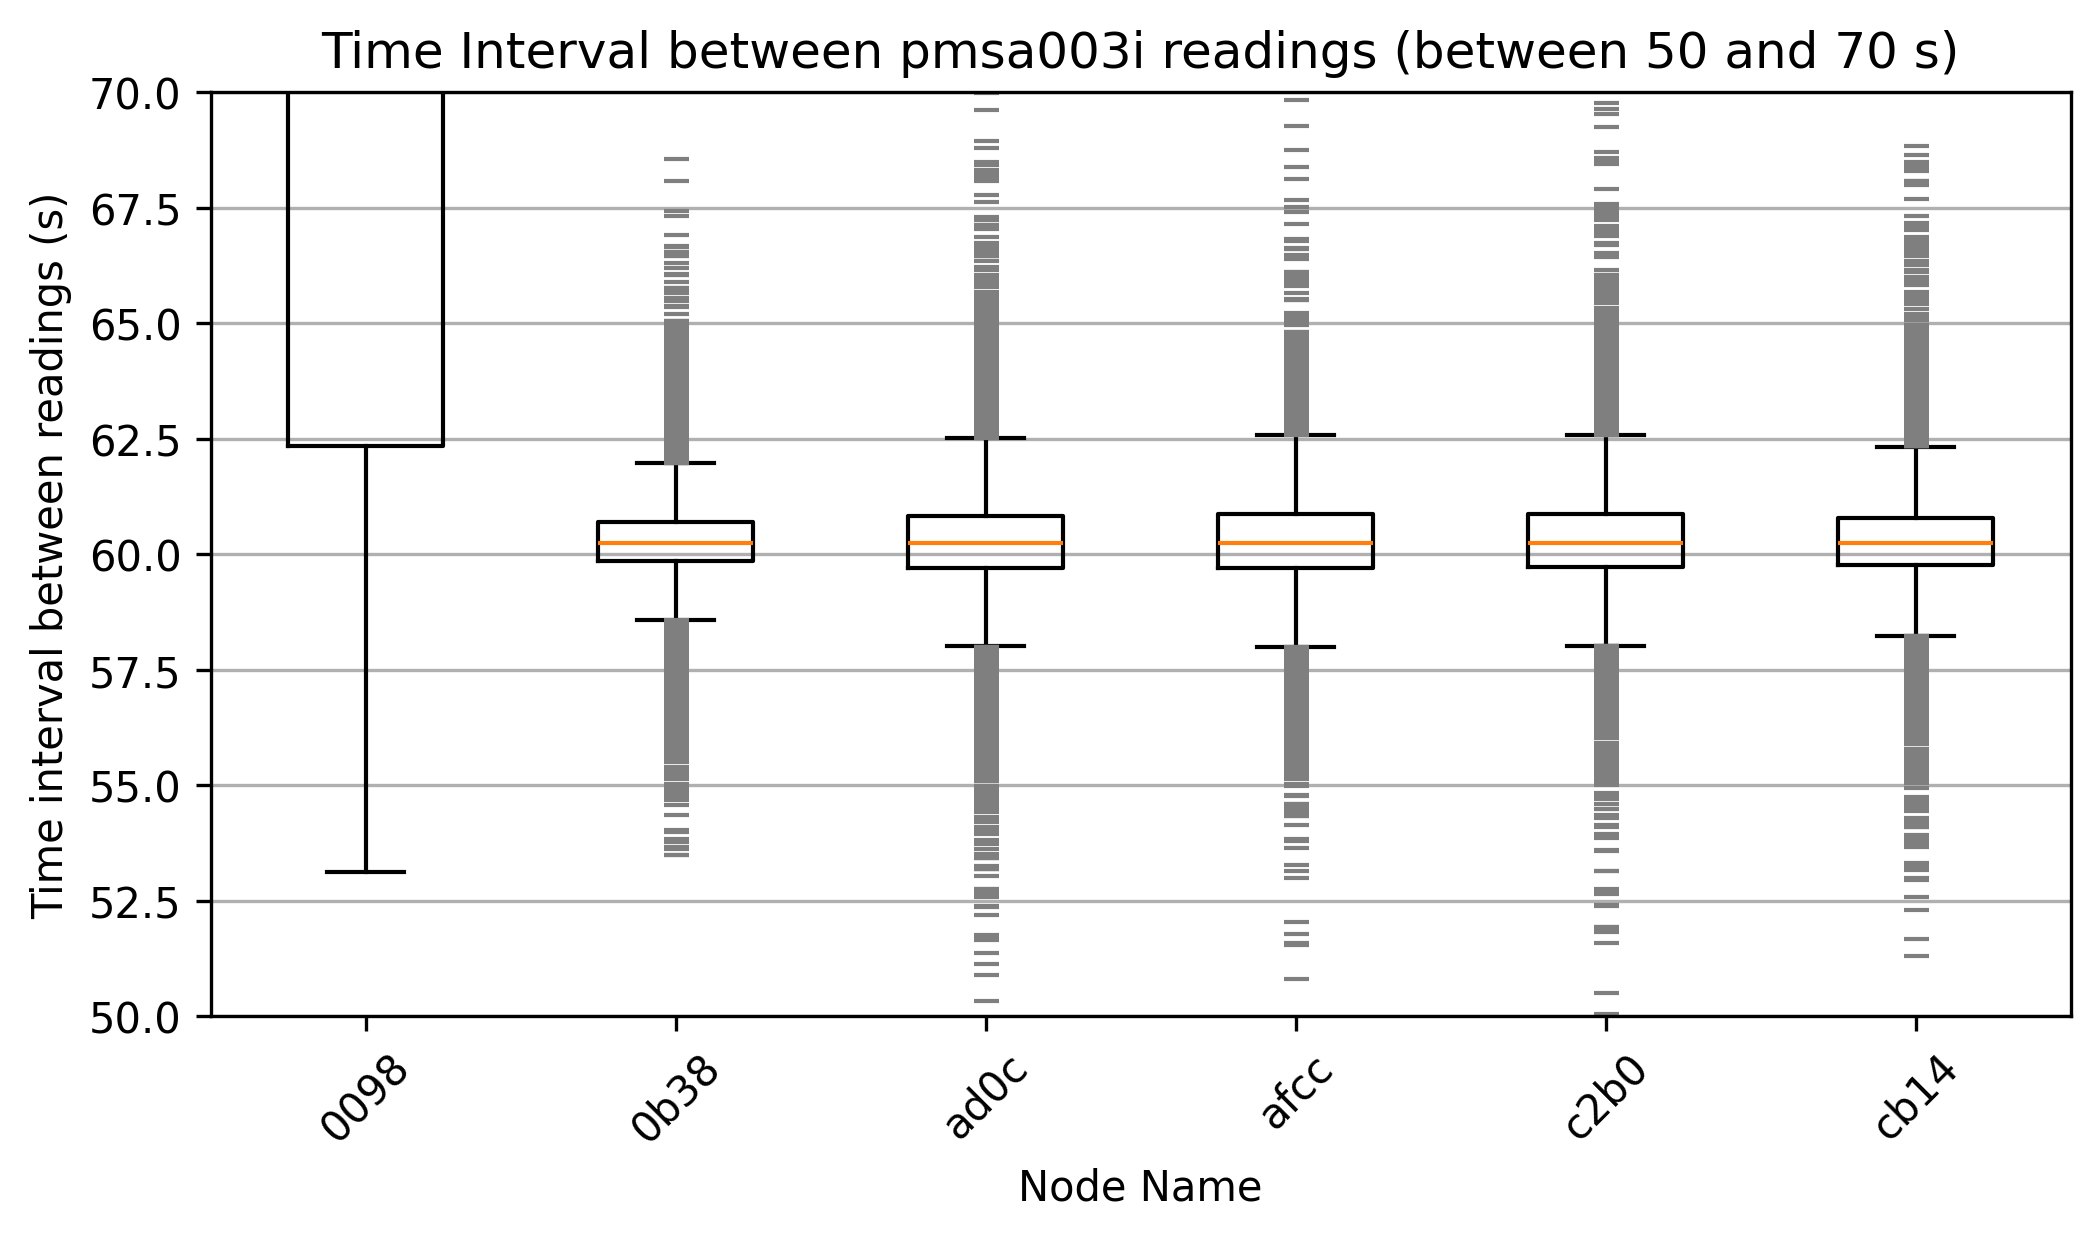 Time Interval between pmsa003i readings (between 50 and 70 s)
Time interval between readings (s)
70.0
67.5
65.0
62.5
60.0
57.5
55.0
52.5
50.0
0098
0b38
ad0c
afcc
c2b0
cb14
Node Name